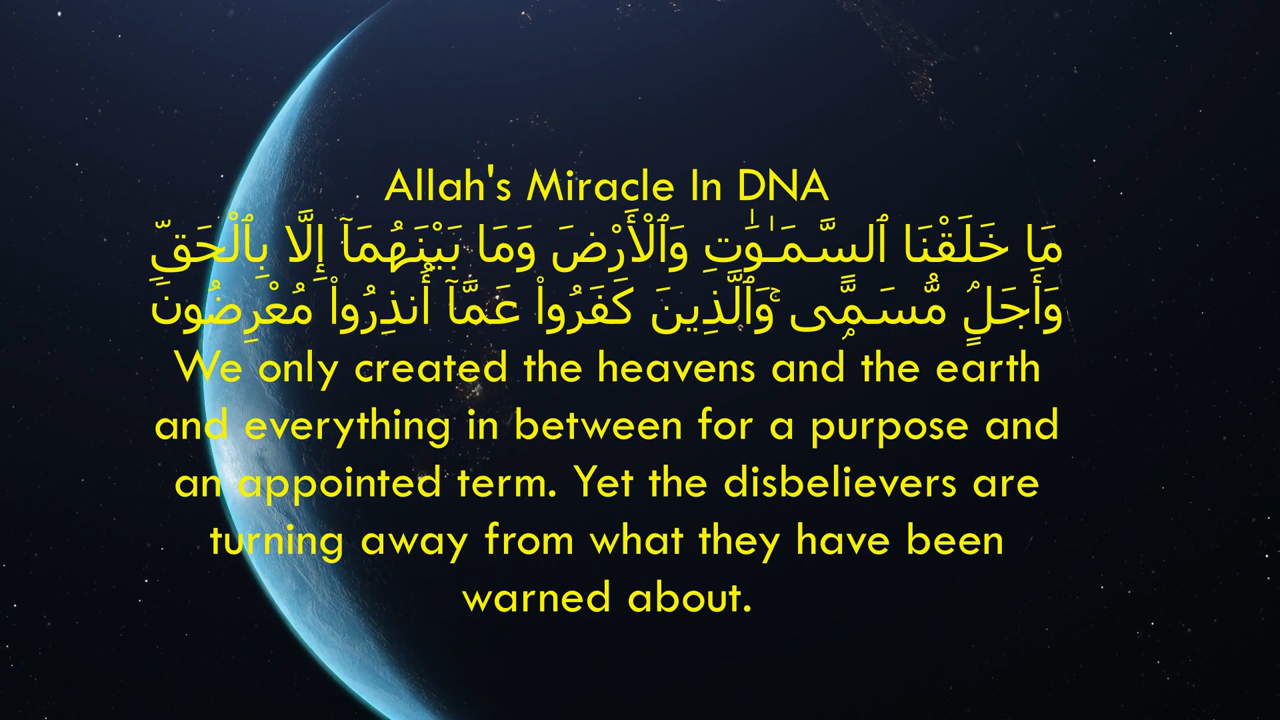 Allah's Miracle In DNA
مَا خَلَقْنَا ٱلسَّمَـٰوَٰتِ وَٱلْأَرْضَ وَمَا بَيْنَهُمَآ إِلَّا بِٱلْحَقِّ
وَأَجَلٍۢ مُّسَمًّۭى ۚوَٱلَّذِينَ كَفَرُوا۟ عَمَّآ أُنذِرُوا۟ مُعْرِضُونَ
We only created the heavens and the earth
and everything in between for a purpose and
an appointed term. Yet the disbelievers are
turning away from what they have been
warned about.